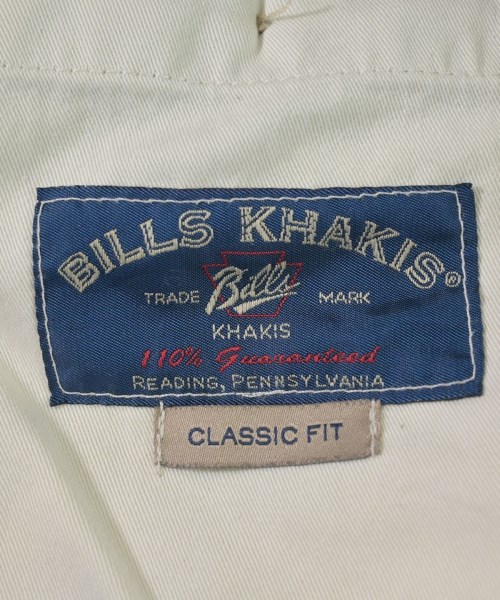 BILLS KHAKIS®
TRADE Bills MARK
KHAKIS
110% Guaranteed
READING, PENNSYLVANIA
CLASSIC FIT